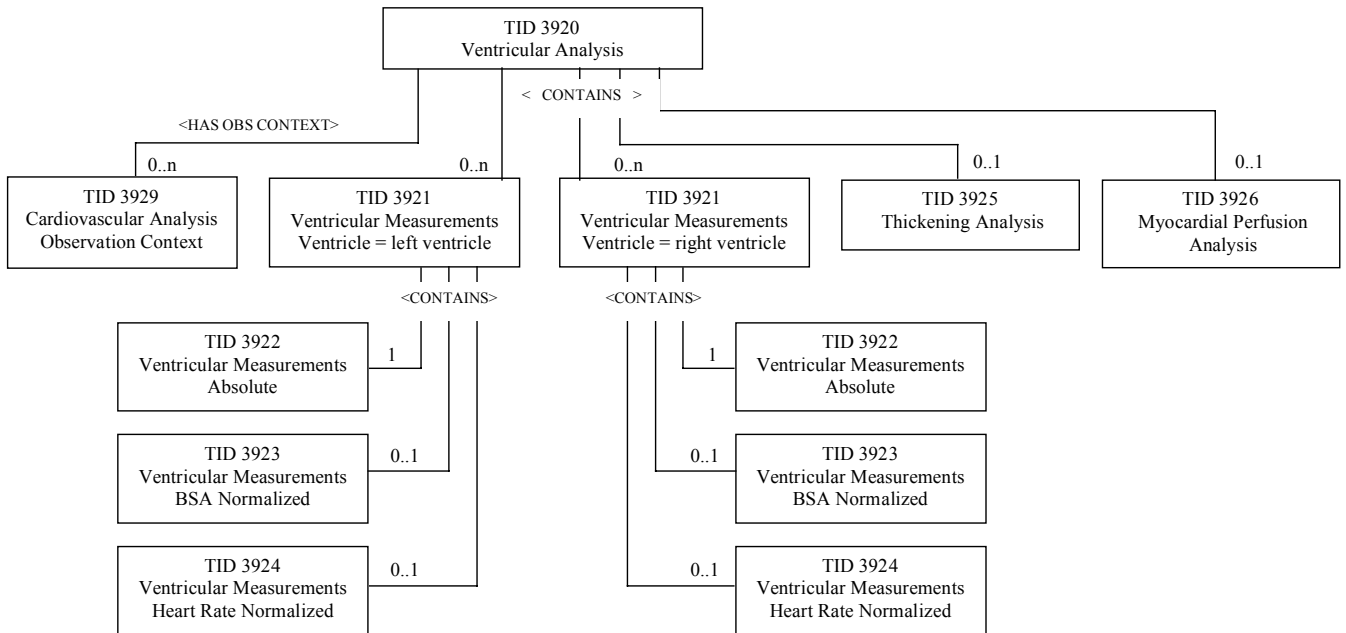 TID 3920
Ventricular Analysis
< CONTAINS >
<HAS OBS CONTEXT>
0..n
0..n
0..n
0..1
0..1
TID 3929
Cardiovascular Analysis
Observation Context
TID 3921
Ventricular Measurements
Ventricle = left ventricle
TID 3921
Ventricular Measurements
Ventricle = right ventricle
TID 3925
Thickening Analysis
TID 3926
Myocardial Perfusion
Analysis
<CONTAINS>
<CONTAINS>
TID 3922
Ventricular Measurements
Absolute
1
1
TID 3922
Ventricular Measurements
Absolute
TID 3923
Ventricular Measurements
BSA Normalized
0..1
0..1
TID 3923
Ventricular Measurements
BSA Normalized
TID 3924
Ventricular Measurements
Heart Rate Normalized
0..1
0..1
TID 3924
Ventricular Measurements
Heart Rate Normalized